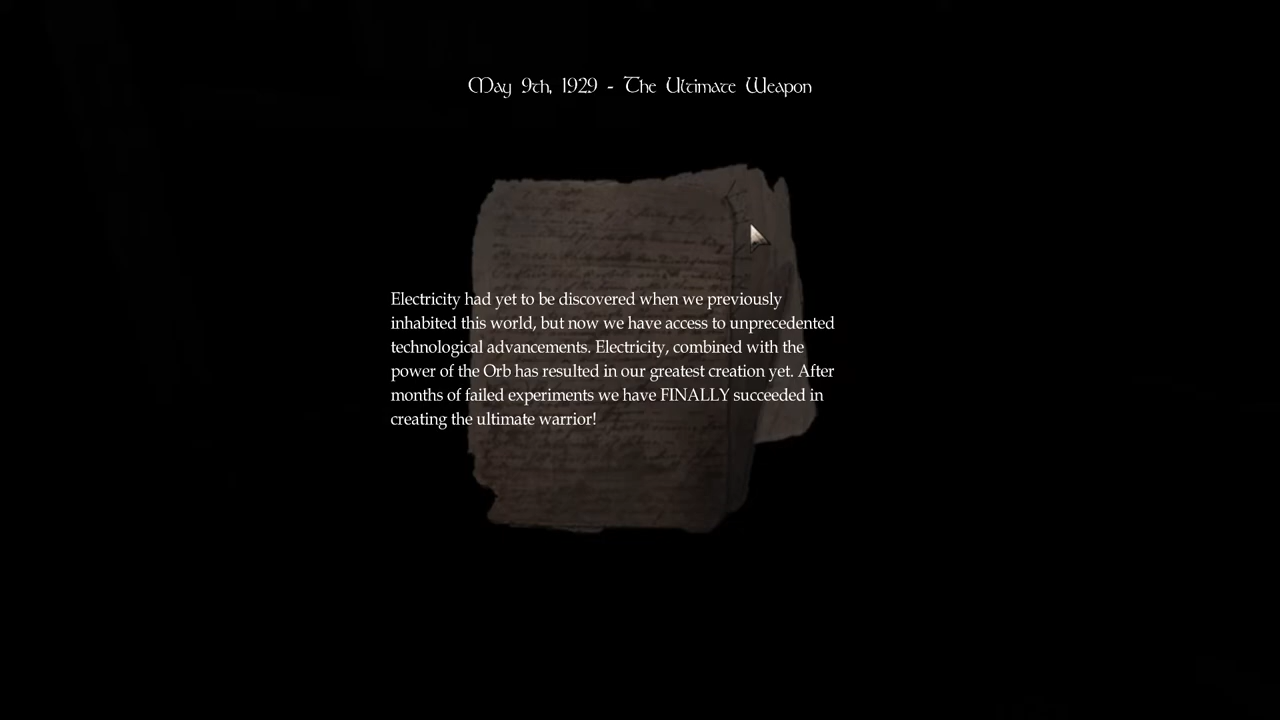 May 9th, 1929 - The Ultimate Weapon
Electricity had yet to be discovered when we previously
inhabited this world, but now we have access to unprecedented
technological advancements. Electricity, combined with the
power of the Orb has resulted in our greatest creation yet. After
months of failed experiments we have FINALLY succeeded in
creating the ultimate warrior!